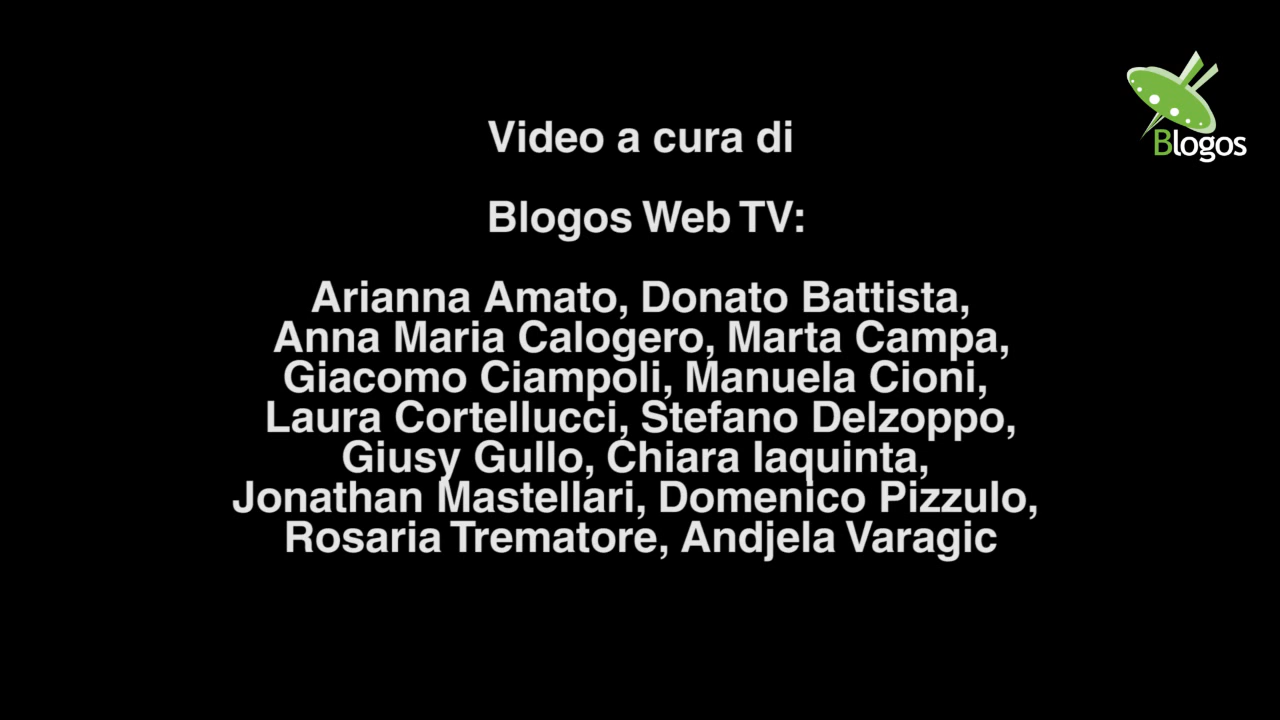 Blogos
Video a cura di
Blogos Web TV:
Arianna Amato, Donato Battista,
Anna Maria Calogero, Marta Campa,
Giacomo Ciampoli, Manuela Cioni,
Laura Cortellucci, Stefano Delzoppo,
Giusy Gullo, Chiara Iaquinta,
Jonathan Mastellari, Domenico Pizzulo,
Rosaria Trematore, Andjela Varagic